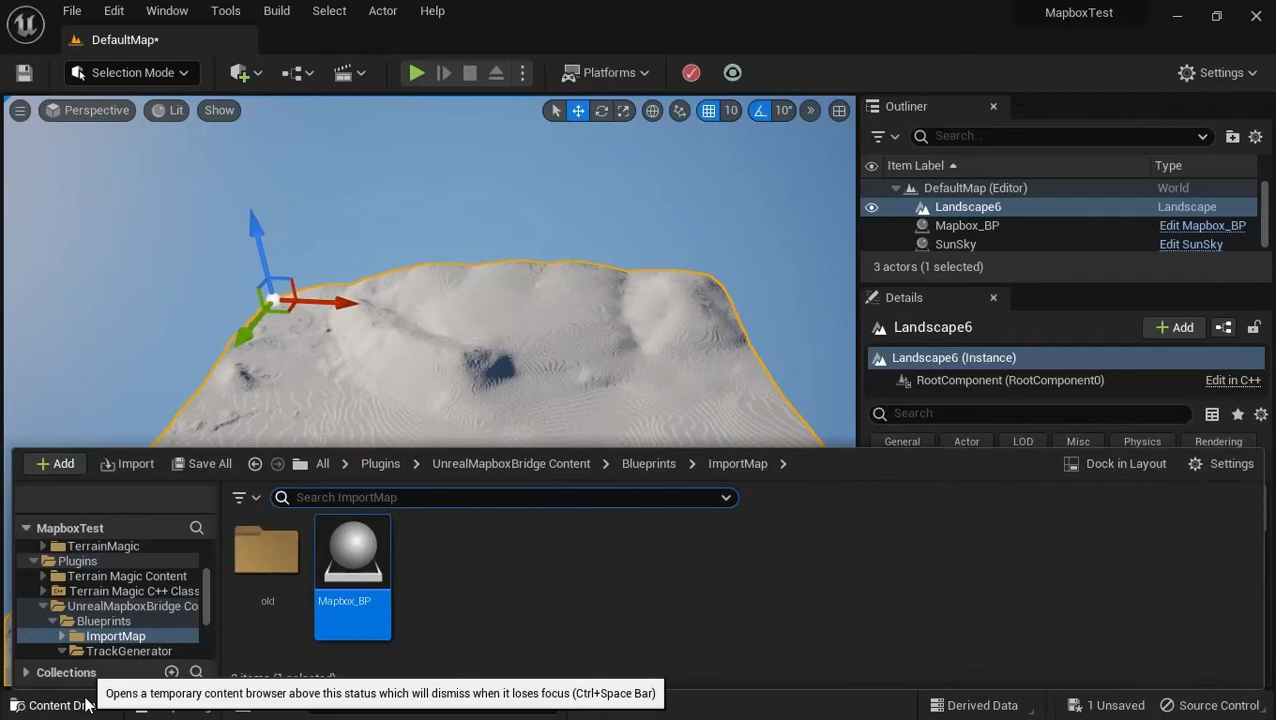 File Edit Window Tools Build Select Actor Help
MapboxTest
DefaultMap*
Selection Mode
Platforms
Settings
Perspective
Lit
Show
10
10°
Outliner
Search...
Item Label
Type
DefaultMap (Editor)
World
Landscape6
Landscape
Mapbox_BP
Edit Mapbox_BP
SunSky
Edit SunSky
3 actors (1 selected)
Details
Landscape6
Add
Landscape6 (Instance)
RootComponent (RootComponent0)
Edit in C++
Search
General Actor LOD Misc Physics Rendering
Add
Import
Save All
All
Plugins
UnrealMapboxBridge Content
Blueprints
ImportMap
Dock in Layout
Settings
Search ImportMap
MapboxTest
TerrainMagic
Plugins
Terrain Magic Content
Terrain Magic C++ Class
UnrealMapboxBridge Co
Blueprints
ImportMap
TrackGenerator
Collections
old
Mapbox_BP
Opens a temporary content browser above this status which will dismiss when it loses focus (Ctrl+Space Bar)
Content
Derived Data
1 Unsaved
Source Control